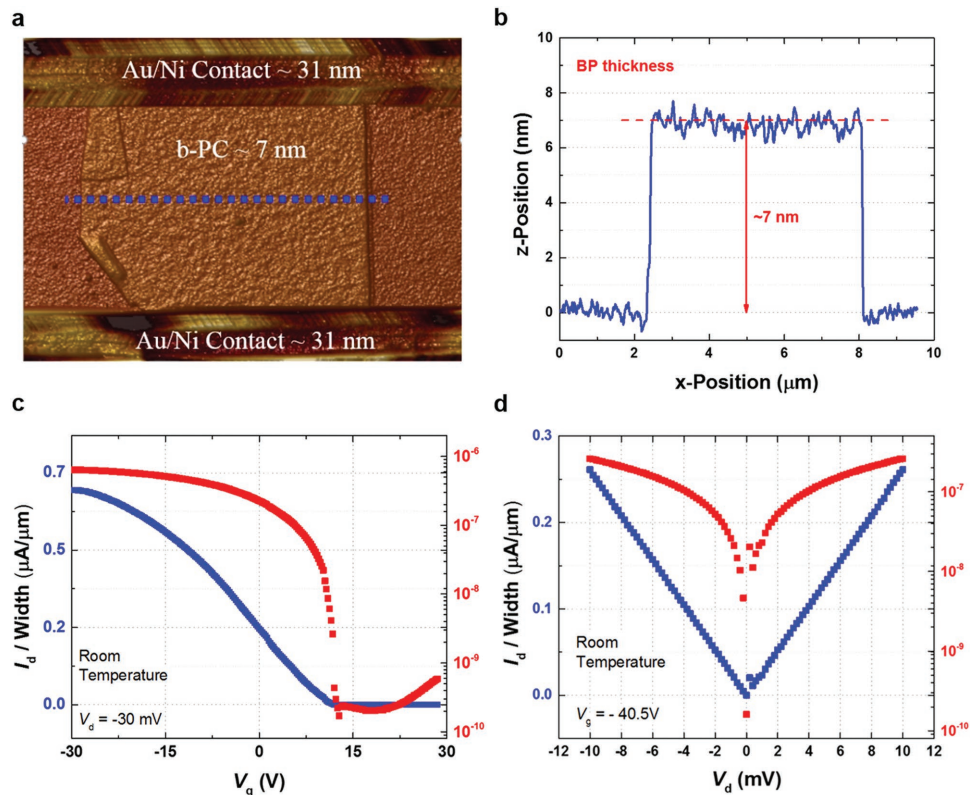 a
Au/Ni Contact ~ 31 nm
b-PC ~ 7 nm
Au/Ni Contact ~ 31 nm
b
10
9
8
7
6
5
4
3
2
1
0
z-Position (nm)
BP thickness
~7 nm
0 2 4 6 8 10
x-Position (μm)
c
0.7
0.5
0.2
0.0
I_d / Width (μA/μm)
10⁻⁶
10⁻⁷
10⁻⁸
10⁻⁹
10⁻¹⁰
Room
Temperature
V_d = -30 mV
-30 -15 0 15 30
V_g (V)
d
0.3
0.2
0.1
0.0
I_d / Width (μA/μm)
10⁻⁷
10⁻⁸
10⁻⁹
10⁻¹⁰
Room
Temperature
V_g = - 40.5V
-12 -10 -8 -6 -4 -2 0 2 4 6 8 10 12
V_d (mV)